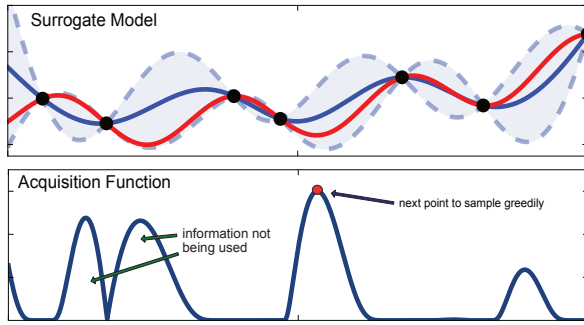 Surrogate Model
Acquisition Function
next point to sample greedily
information not
being used